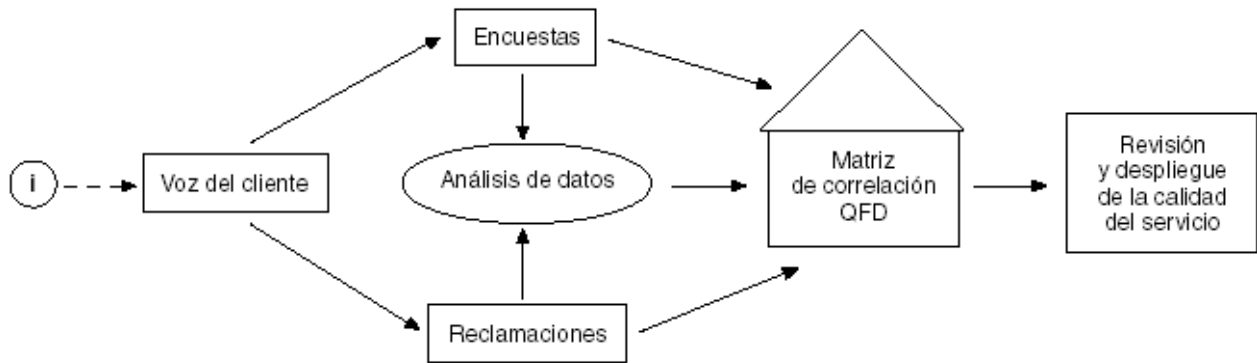 i
Voz del cliente
Encuestas
Análisis de datos
Reclamaciones
Matriz
de correlación
QFD
Revisión
y despliegue
de la calidad
del servicio